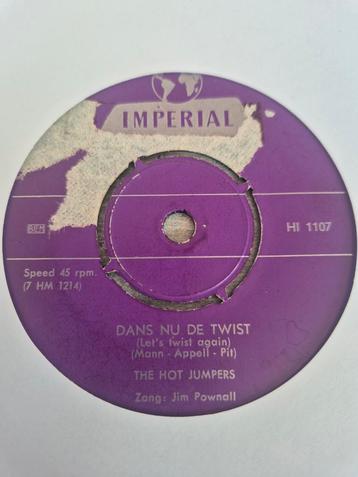 IMPERIAL
BIEM
HI 1107
Speed 45 rpm.
(7 HM 1214)
DANS NU DE TWIST
(Let's twist again)
(Mann - Appell - Pit)
THE HOT JUMPERS
Zang: Jim Pownall